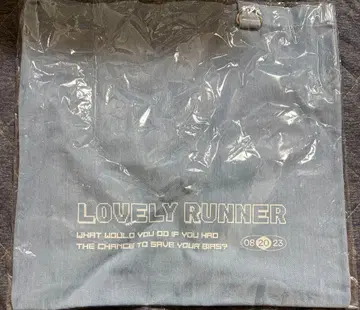 LOVELY RUNNER
WHAT WOULD YOU DO IF YOU HAD
THE CHANCE TO SAVE YOUR BIAS?
08 20 23